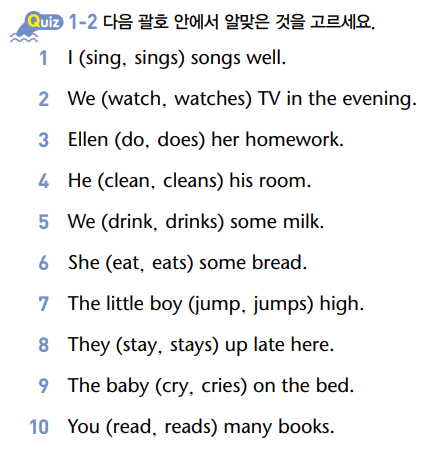 Quiz 1-2 다음 괄호 안에서 알맞은 것을 고르세요.
1 I (sing, sings) songs well.
2 We (watch, watches) TV in the evening.
3 Ellen (do, does) her homework.
4 He (clean, cleans) his room.
5 We (drink, drinks) some milk.
6 She (eat, eats) some bread.
7 The little boy (jump, jumps) high.
8 They (stay, stays) up late here.
9 The baby (cry, cries) on the bed.
10 You (read, reads) many books.